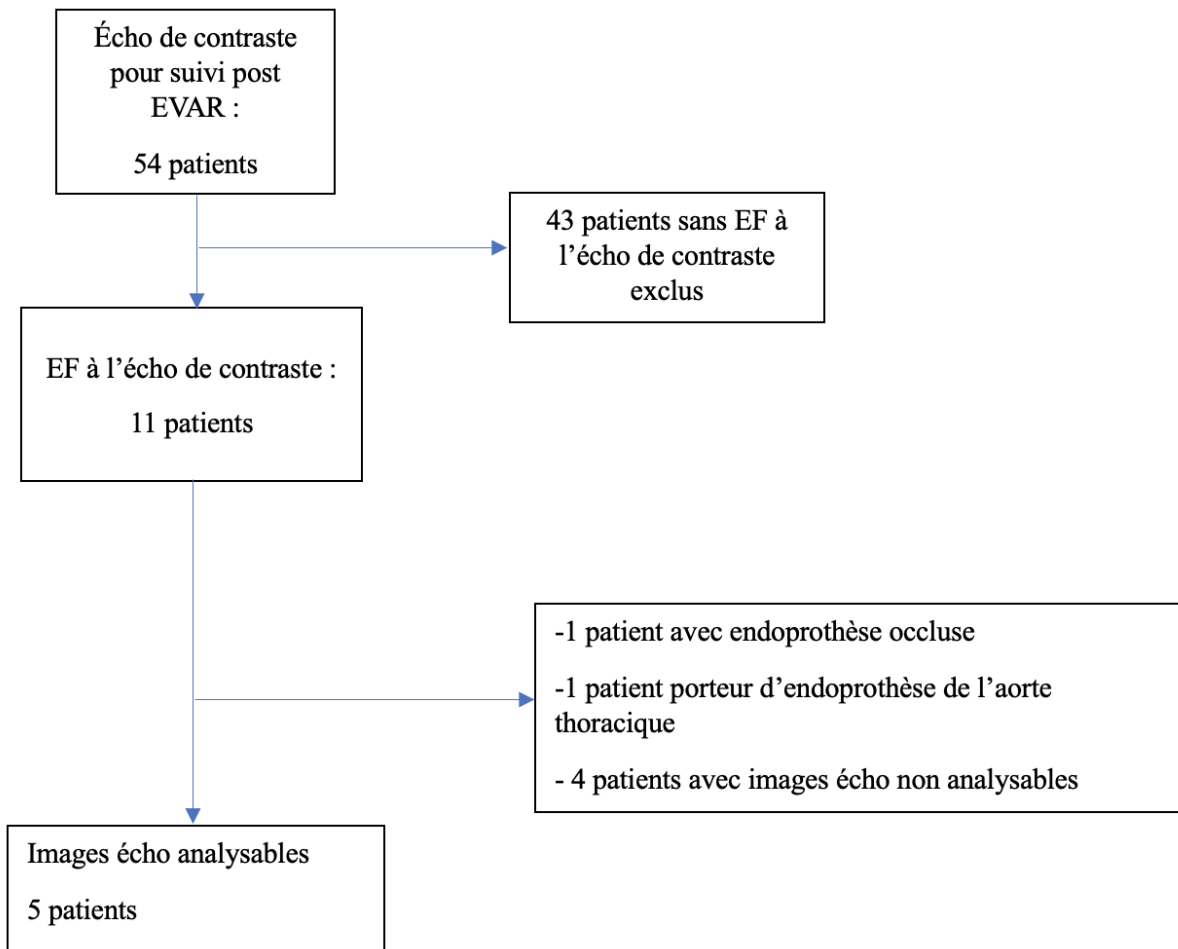 Écho de contraste
pour suivi post
EVAR :
54 patients
43 patients sans EF à
l’écho de contraste
exclus
EF à l’écho de contraste :
11 patients
-1 patient avec endoprothèse occluse
-1 patient porteur d’endoprothèse de l’aorte
thoracique
- 4 patients avec images écho non analysables
Images écho analysables
5 patients